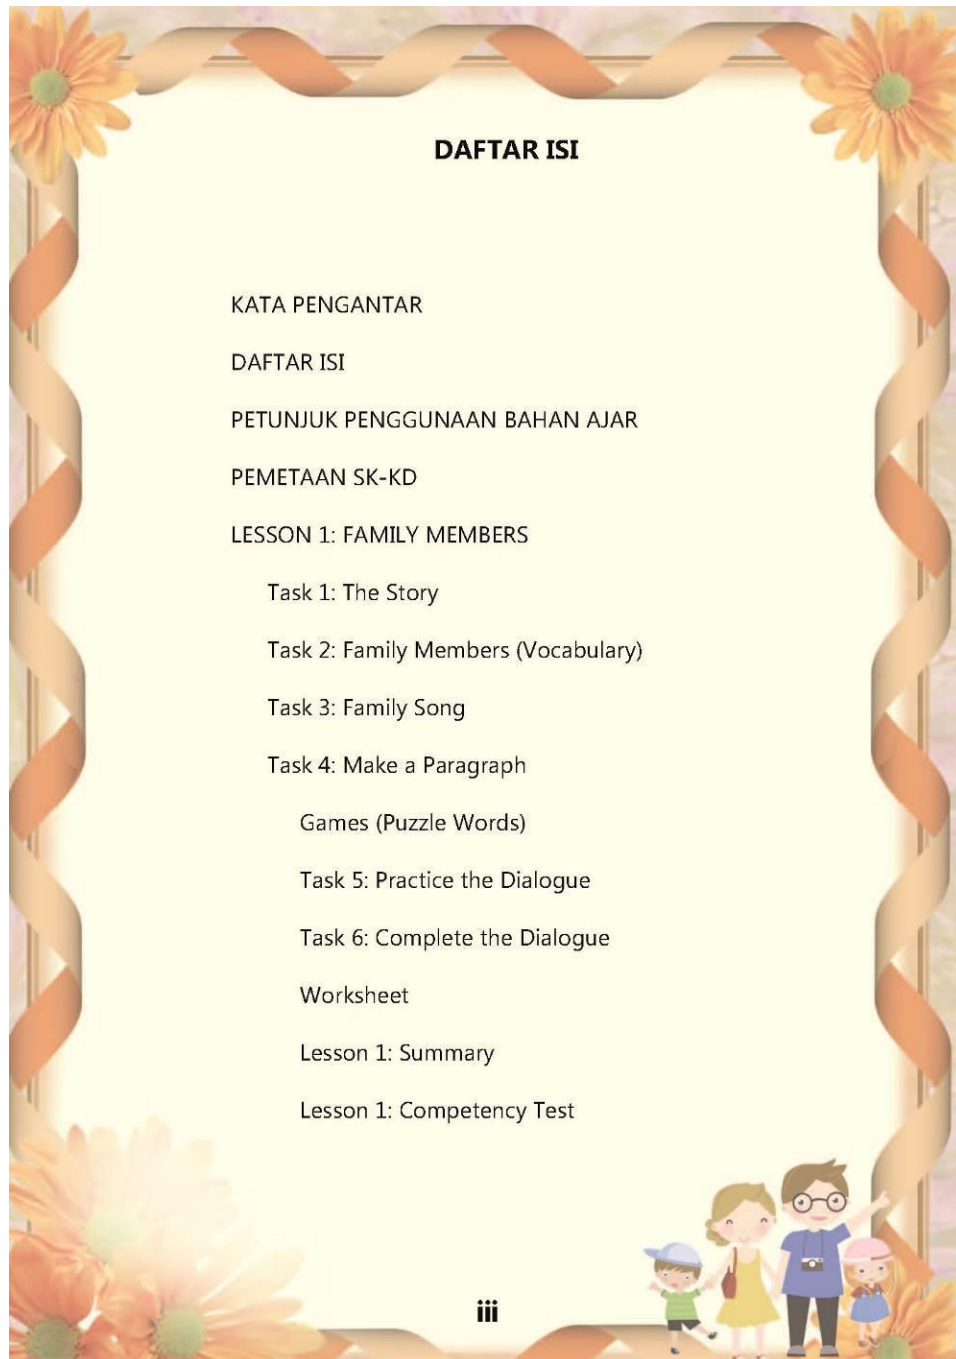 DAFTAR ISI
KATA PENGANTAR
DAFTAR ISI
PETUNJUK PENGGUNAAN BAHAN AJAR
PEMETAAN SK-KD
LESSON 1: FAMILY MEMBERS
Task 1: The Story
Task 2: Family Members (Vocabulary)
Task 3: Family Song
Task 4: Make a Paragraph
Games (Puzzle Words)
Task 5: Practice the Dialogue
Task 6: Complete the Dialogue
Worksheet
Lesson 1: Summary
Lesson 1: Competency Test
iii